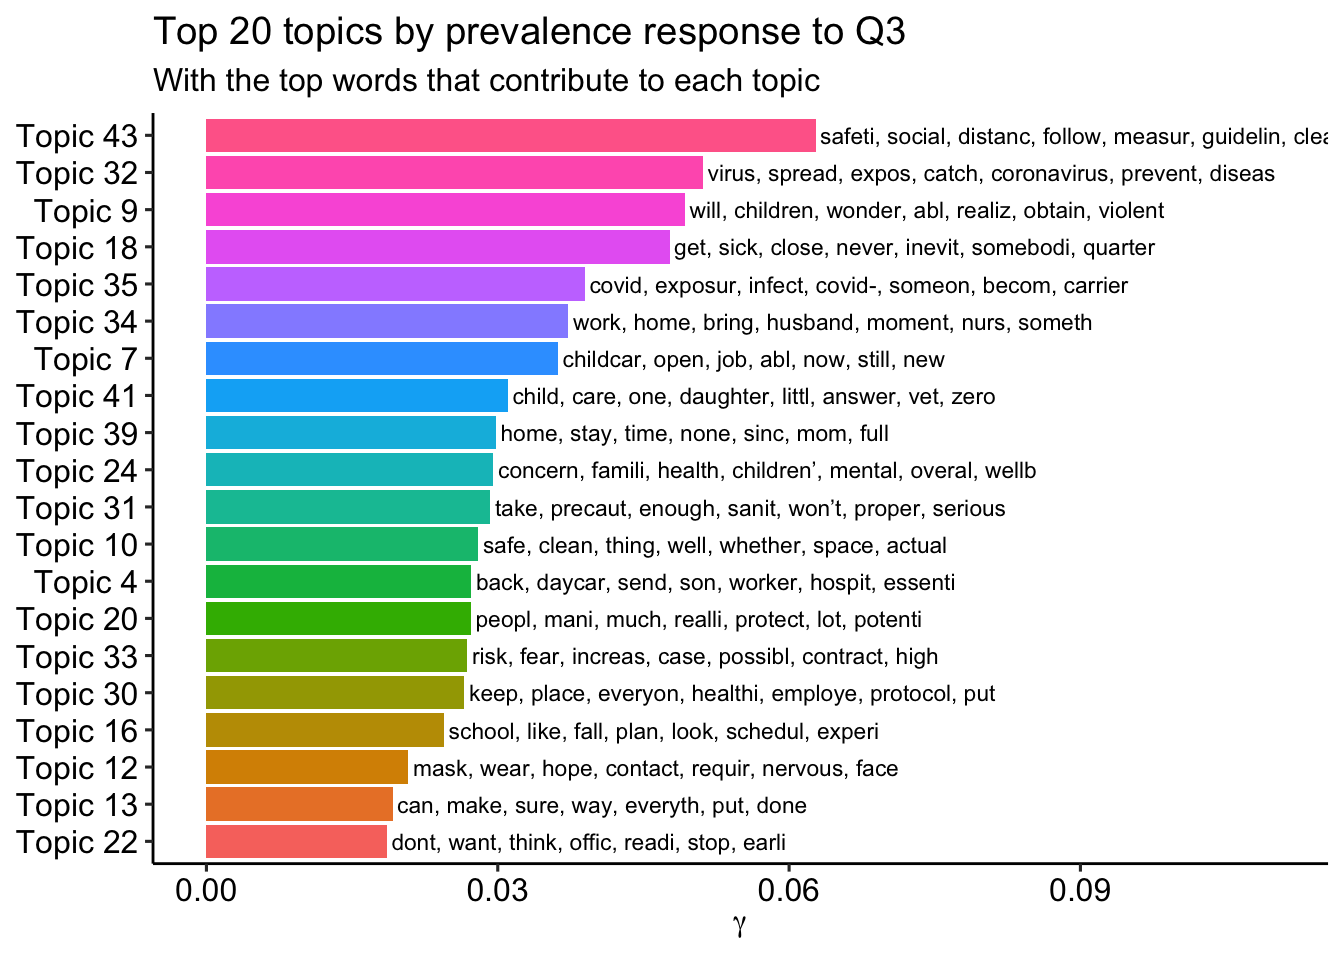 Top 20 topics by prevalence response to Q3
With the top words that contribute to each topic
Topic 43 safeti, social, distanc, follow, measur, guidelin, clea
Topic 32 virus, spread, expos, catch, coronavirus, prevent, diseas
Topic 9 will, children, wonder, abl, realiz, obtain, violent
Topic 18 get, sick, close, never, inevit, somebodi, quarter
Topic 35 covid, exposur, infect, covid-, someon, becom, carrier
Topic 34 work, home, bring, husband, moment, nurs, someth
Topic 7 childcar, open, job, abl, now, still, new
Topic 41 child, care, one, daughter, littl, answer, vet, zero
Topic 39 home, stay, time, none, sinc, mom, full
Topic 24 concern, famili, health, children’, mental, overal, wellb
Topic 31 take, precaut, enough, sanit, won’t, proper, serious
Topic 10 safe, clean, thing, well, whether, space, actual
Topic 4 back, daycar, send, son, worker, hospit, essenti
Topic 20 peopl, mani, much, realli, protect, lot, potenti
Topic 33 risk, fear, increas, case, possibl, contract, high
Topic 30 keep, place, everyon, healthi, employe, protocol, put
Topic 16 school, like, fall, plan, look, schedul, experi
Topic 12 mask, wear, hope, contact, requir, nervous, face
Topic 13 can, make, sure, way, everyth, put, done
Topic 22 dont, want, think, offic, readi, stop, earli
0.00 0.03 0.06 0.09
γ